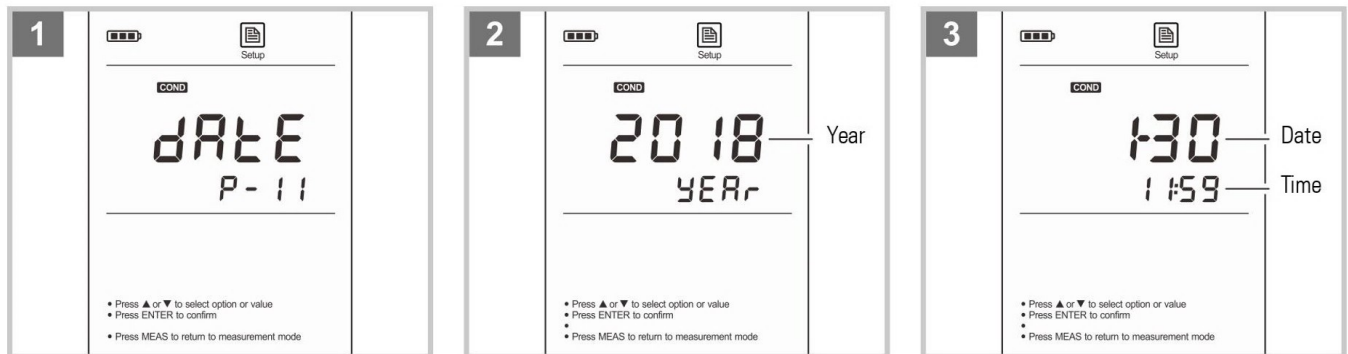 1
Setup
COND
dAtE
P-11
• Press ▲ or ▼ to select option or value
• Press ENTER to confirm
• Press MEAS to return to measurement mode
2
Setup
COND
2018
Year
YEAr
• Press ▲ or ▼ to select option or value
• Press ENTER to confirm
•
• Press MEAS to return to measurement mode
3
Setup
COND
1-30
Date
11:59
Time
• Press ▲ or ▼ to select option or value
• Press ENTER to confirm
•
• Press MEAS to return to measurement mode